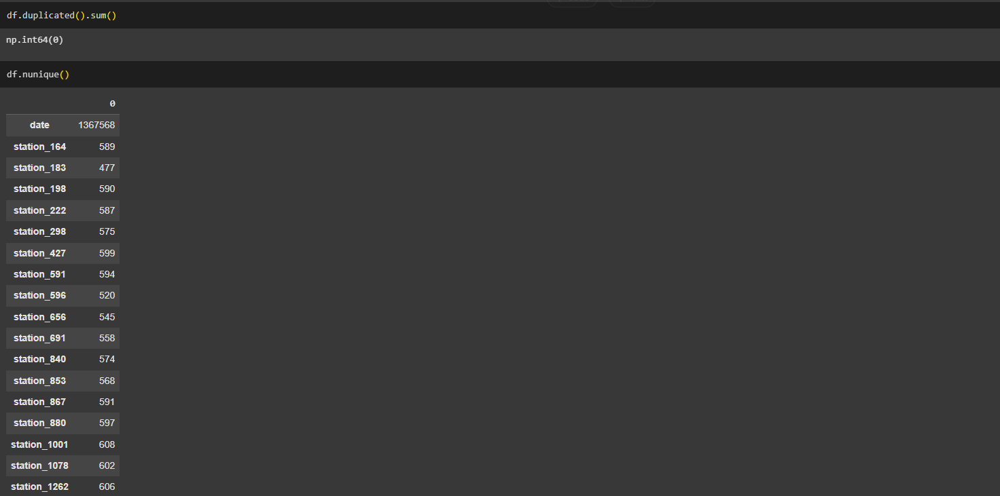 df.duplicated().sum()
np.int64(0)
df.nunique()
0
date 1367568
station_164 589
station_183 477
station_198 590
station_222 587
station_298 575
station_427 599
station_591 594
station_596 520
station_656 545
station_691 558
station_840 574
station_853 568
station_867 591
station_880 597
station_1001 608
station_1078 602
station_1262 606